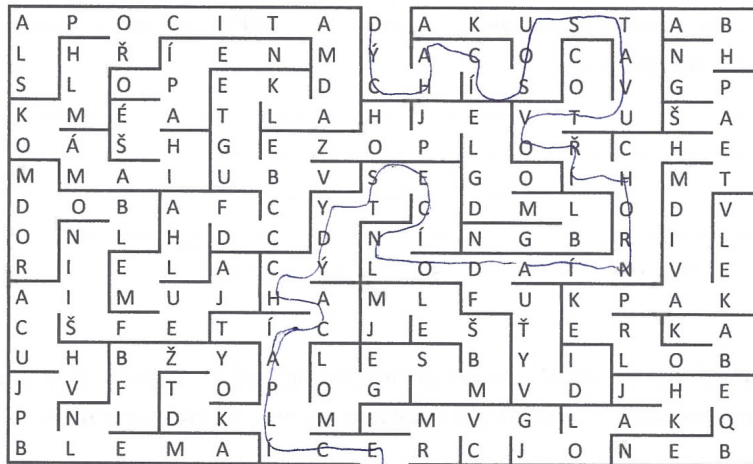 A P O C I T A D A K U S T A B
L H Ř Í E N M Ý A C O C A N H
S L O P E K D C H Í S O V G P
K M É A T L A H J E V T U Š A
O Á Š H G E Z O P L O Ř C H E
M M A I U B V S E G O Í H M T
D O B A F C Y T C D M L O D V
O N L H D C D N Í N G B R I L
R I E L A C Ý L O D A Í N V E
A I M U J H A M L F U K P A K
C Š F E T Í C J E Š Ť E R K A
U H B Ž Y A L E S B Y I L O B
J V F T O P O G M V D J H E
P N I D K L M I M V G L A K Q
B L E M A Í C E R C J O N E B